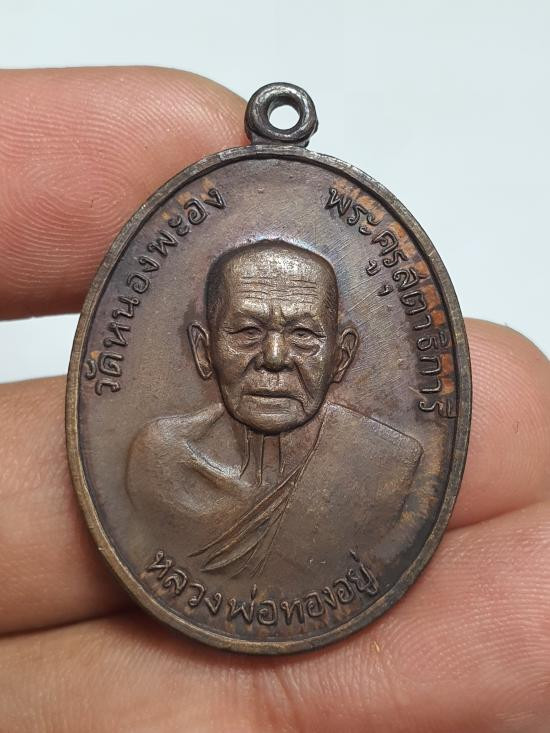 วัดหนองพะอง
พระครูสุตาธิการี
หลวงพ่อทองอยู่